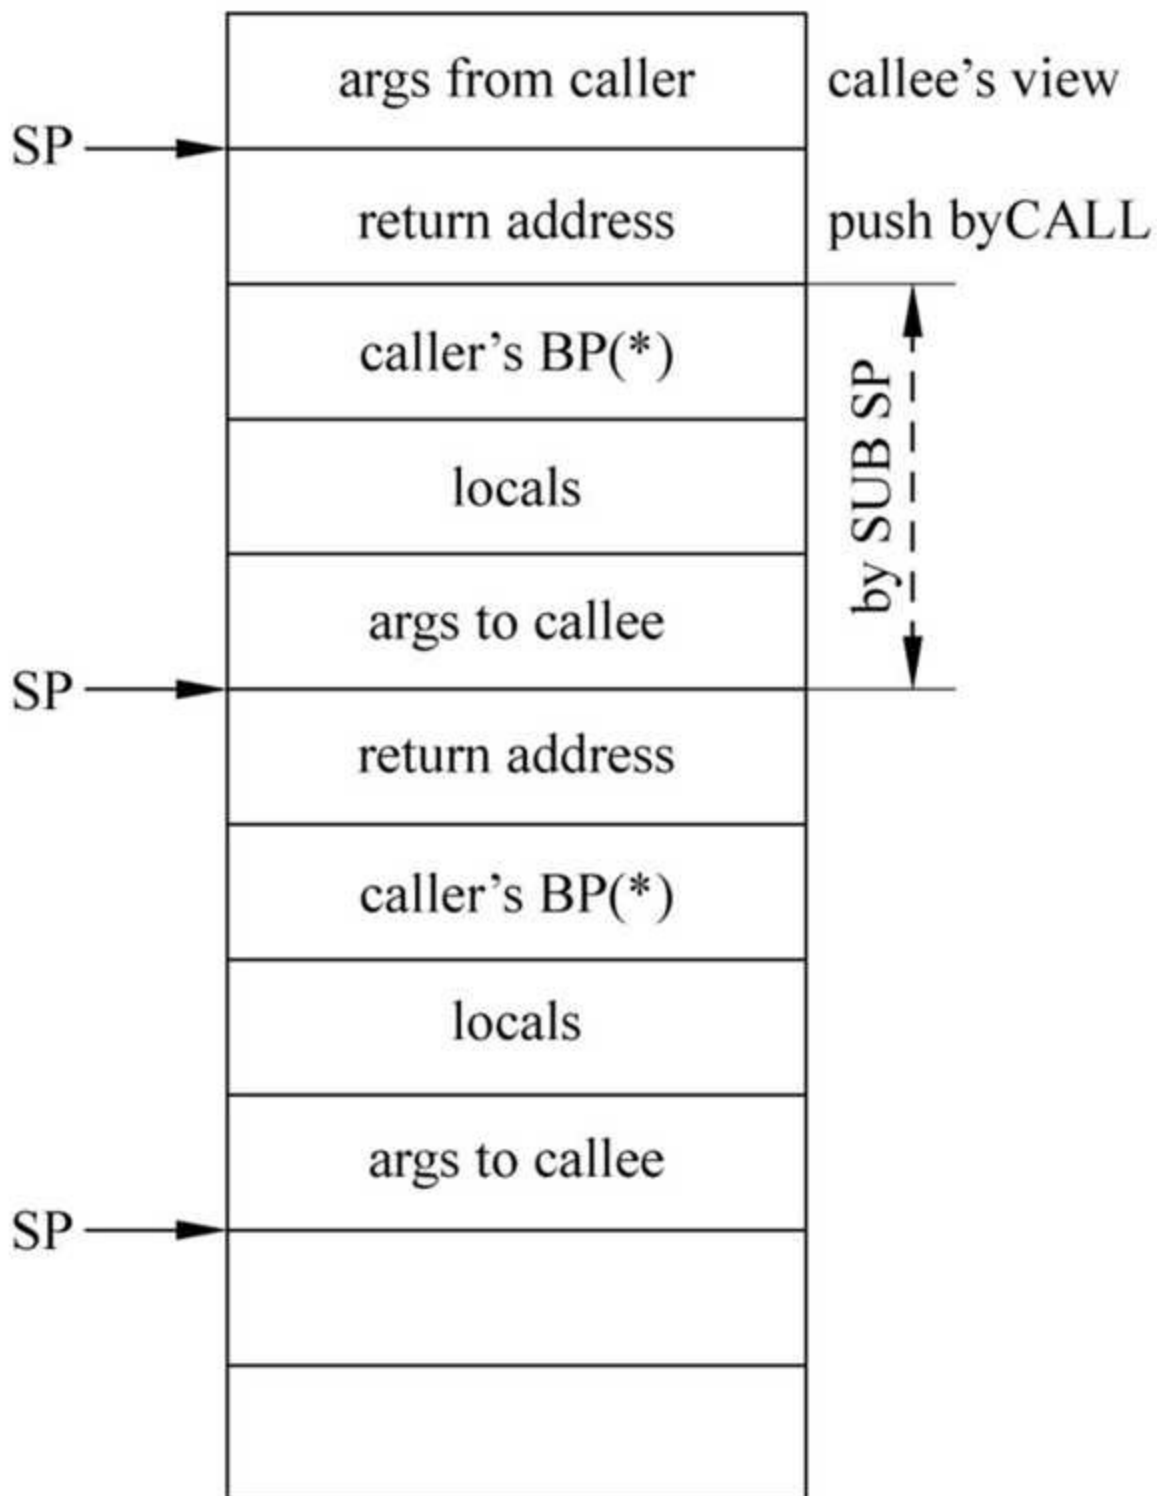 args from caller
callee’s view
SP
return address
push byCALL
caller’s BP(*)
locals
by SUB SP
args to callee
SP
return address
caller’s BP(*)
locals
args to callee
SP